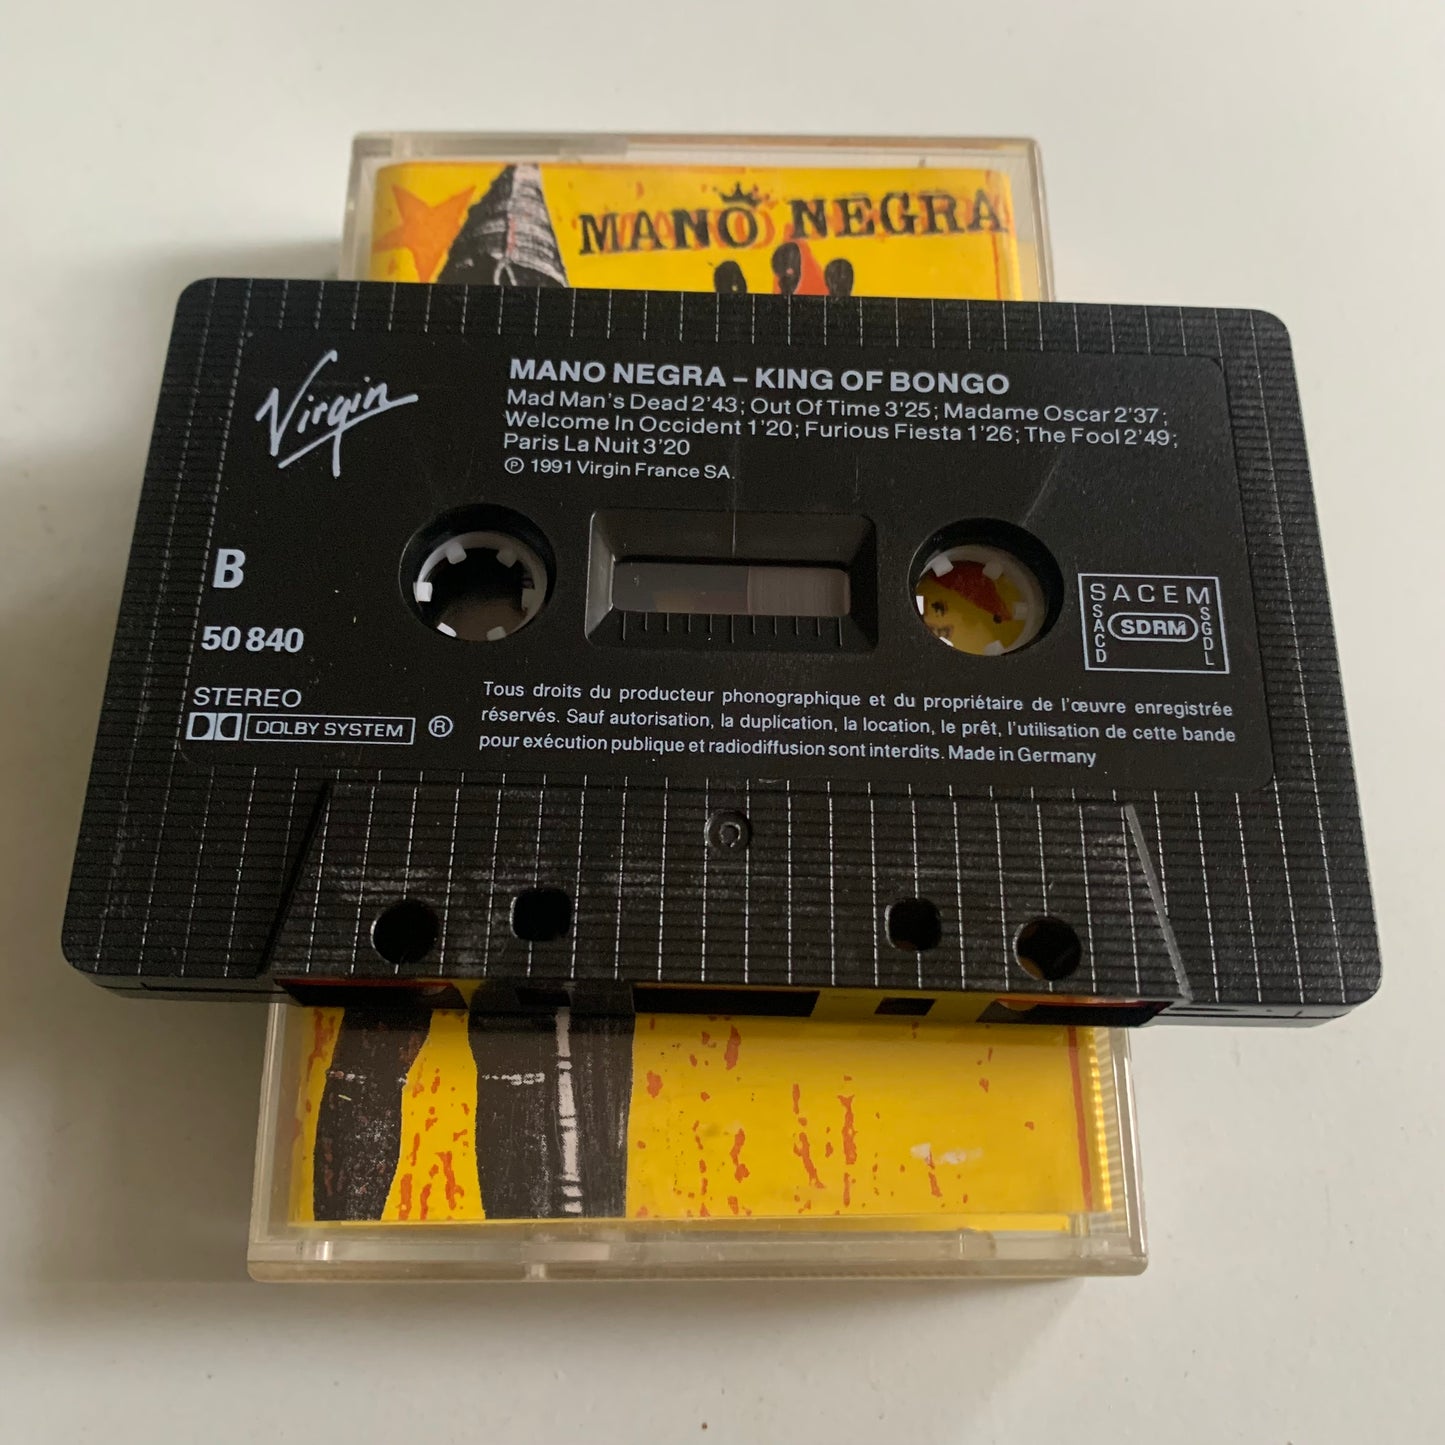 MANO NEGRA
Virgin
MANO NEGRA – KING OF BONGO
Mad Man's Dead 2'43; Out Of Time 3'25; Madame Oscar 2'37;
Welcome In Occident 1'20; Furious Fiesta 1'26; The Fool 2'49;
Paris La Nuit 3'20
℗ 1991 Virgin France SA.
B
50 840
SACEM
SACD
SDRM
SGDL
STEREO
DOLBY SYSTEM ®
Tous droits du producteur phonographique et du propriétaire de l'œuvre enregistrée
réservés. Sauf autorisation, la duplication, la location, le prêt, l'utilisation de cette bande
pour exécution publique et radiodiffusion sont interdits. Made in Germany